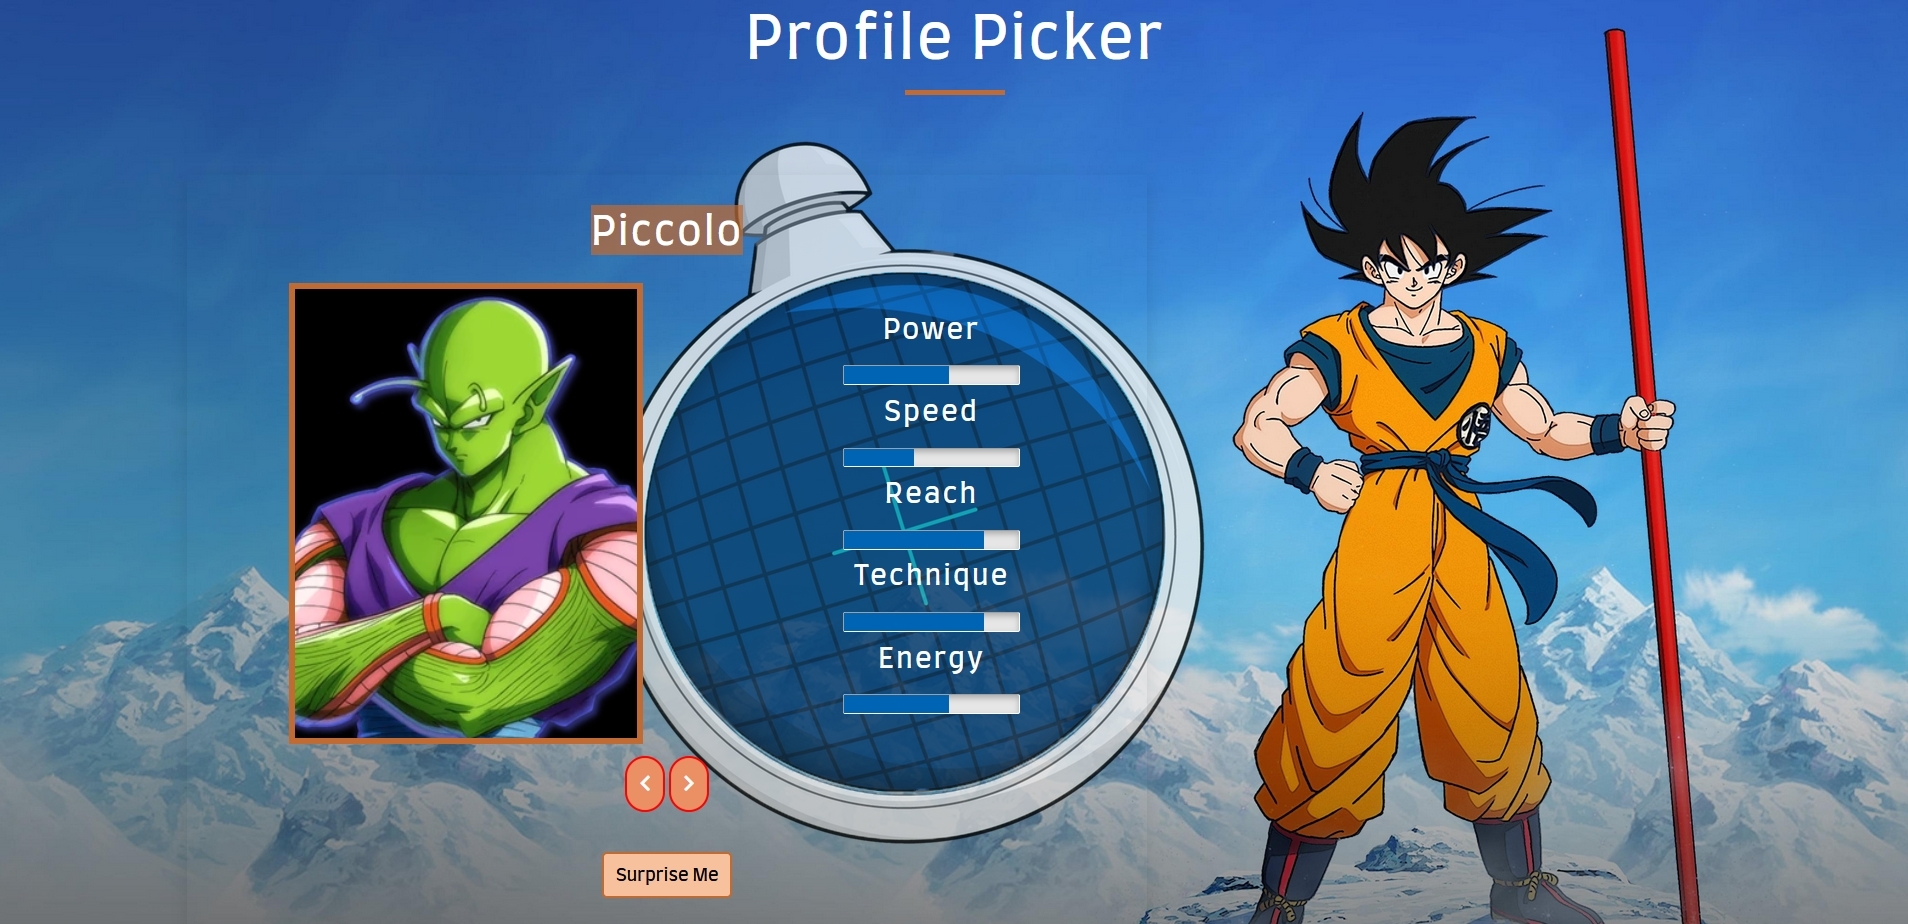 Profile Picker
Piccolo
Power
Speed
Reach
Technique
Energy
Surprise Me